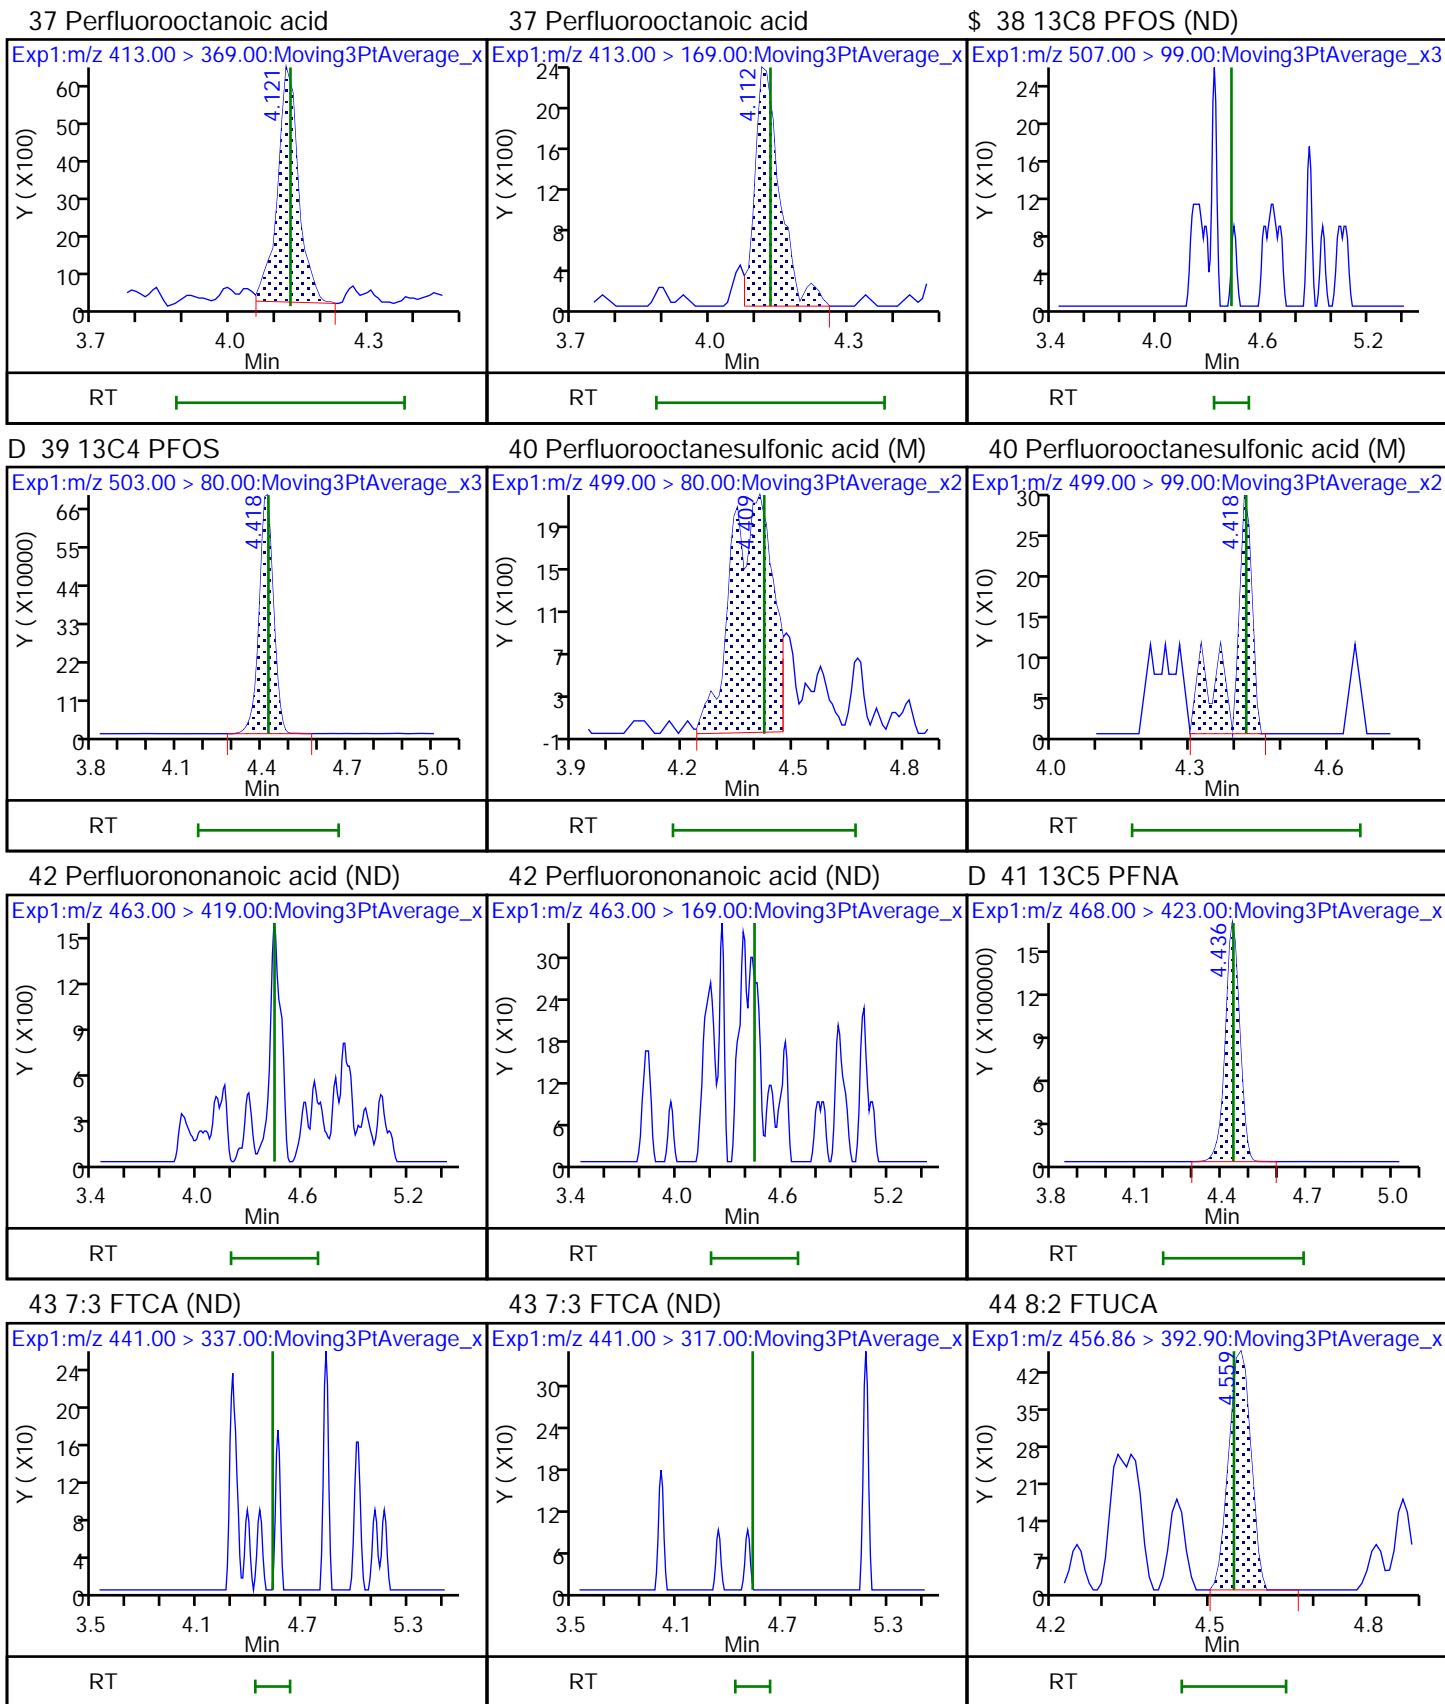 37 Perfluorooctanoic acid
Exp1:m/z 413.00 > 369.00:Moving3PtAverage_x
4.121
Y ( X100)
60
50
40
30
20
10
0
3.7 4.0 4.3
Min
RT
37 Perfluorooctanoic acid
Exp1:m/z 413.00 > 169.00:Moving3PtAverage_x
4.112
Y ( X100)
24
20
16
12
8
4
0
3.7 4.0 4.3
Min
RT
$ 38 13C8 PFOS (ND)
Exp1:m/z 507.00 > 99.00:Moving3PtAverage_x3
Y ( X10)
24
20
16
12
8
4
0
3.4 4.0 4.6 5.2
Min
RT
D 39 13C4 PFOS
Exp1:m/z 503.00 > 80.00:Moving3PtAverage_x3
4.418
Y ( X10000)
66
55
44
33
22
11
0
3.8 4.1 4.4 4.7 5.0
Min
RT
40 Perfluorooctanesulfonic acid (M)
Exp1:m/z 499.00 > 80.00:Moving3PtAverage_x2
4.409
Y ( X100)
19
15
11
7
3
-1
3.9 4.2 4.5 4.8
Min
RT
40 Perfluorooctanesulfonic acid (M)
Exp1:m/z 499.00 > 99.00:Moving3PtAverage_x2
4.418
Y ( X10)
30
25
20
15
10
5
0
4.0 4.3 4.6
Min
RT
42 Perfluorononanoic acid (ND)
Exp1:m/z 463.00 > 419.00:Moving3PtAverage_x
Y ( X100)
15
12
9
6
3
0
3.4 4.0 4.6 5.2
Min
RT
42 Perfluorononanoic acid (ND)
Exp1:m/z 463.00 > 169.00:Moving3PtAverage_x
Y ( X10)
30
24
18
12
6
0
3.4 4.0 4.6 5.2
Min
RT
D 41 13C5 PFNA
Exp1:m/z 468.00 > 423.00:Moving3PtAverage_x
4.436
Y ( X100000)
15
12
9
6
3
0
3.8 4.1 4.4 4.7 5.0
Min
RT
43 7:3 FTCA (ND)
Exp1:m/z 441.00 > 337.00:Moving3PtAverage_x
Y ( X10)
24
20
16
12
8
4
0
3.5 4.1 4.7 5.3
Min
RT
43 7:3 FTCA (ND)
Exp1:m/z 441.00 > 317.00:Moving3PtAverage_x
Y ( X10)
30
24
18
12
6
0
3.5 4.1 4.7 5.3
Min
RT
44 8:2 FTUCA
Exp1:m/z 456.86 > 392.90:Moving3PtAverage_x
4.559
Y ( X10)
42
35
28
21
14
7
0
4.2 4.5 4.8
Min
RT